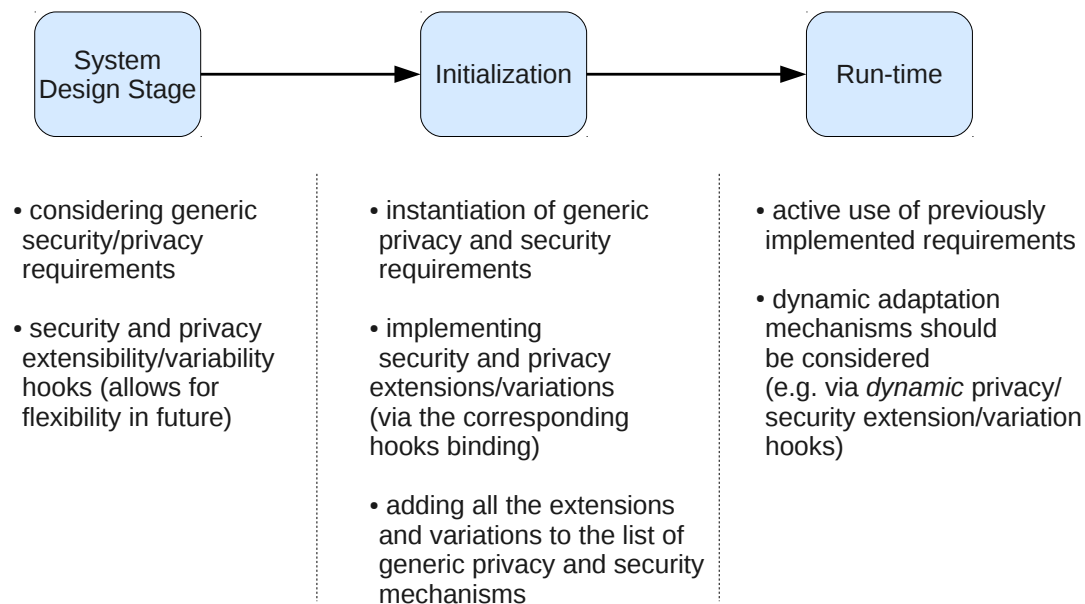 System
Design Stage
Initialization
Run-time
• considering generic
security/privacy
requirements
• security and privacy
extensibility/variability
hooks (allows for
flexibility in future)
• instantiation of generic
privacy and security
requirements
• implementing
security and privacy
extensions/variations
(via the corresponding
hooks binding)
• adding all the extensions
and variations to the list of
generic privacy and security
mechanisms
• active use of previously
implemented requirements
• dynamic adaptation
mechanisms should
be considered
(e.g. via dynamic privacy/
security extension/variation
hooks)